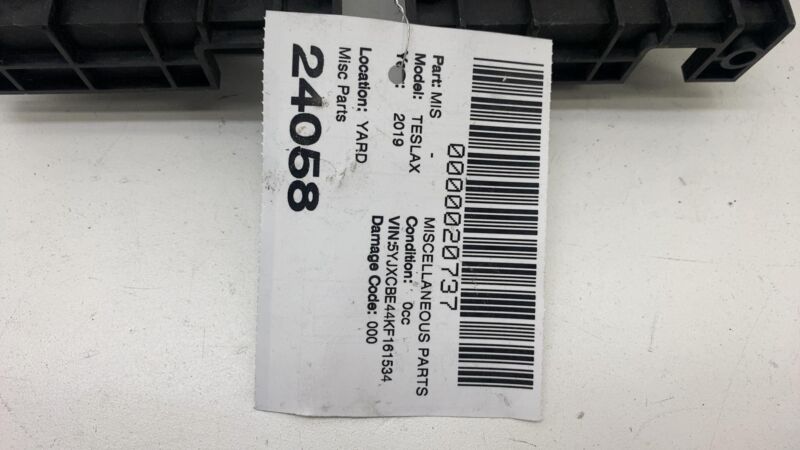 0000020737
Part: MIS - MISCELLANEOUS PARTS
Model: TESLAX Condition: 0cc
2019 VIN:5YJXCBE44KF161534
Damage Code: 000
Location: YARD
Misc Parts
24058